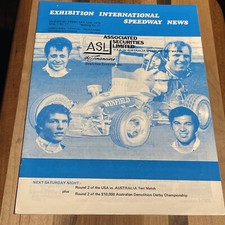 EXHIBITION INTERNATIONAL
SPEEDWAY NEWS
ASSOCIATED
SECURITIES
LIMITED
ASL
WINFIELD
NEXT SATURDAY NIGHT
Round 2 of the USA vs. AUSTRALIA Test Match
plus
Round 2 of the $10,000 Australian Demolition Derby Championship